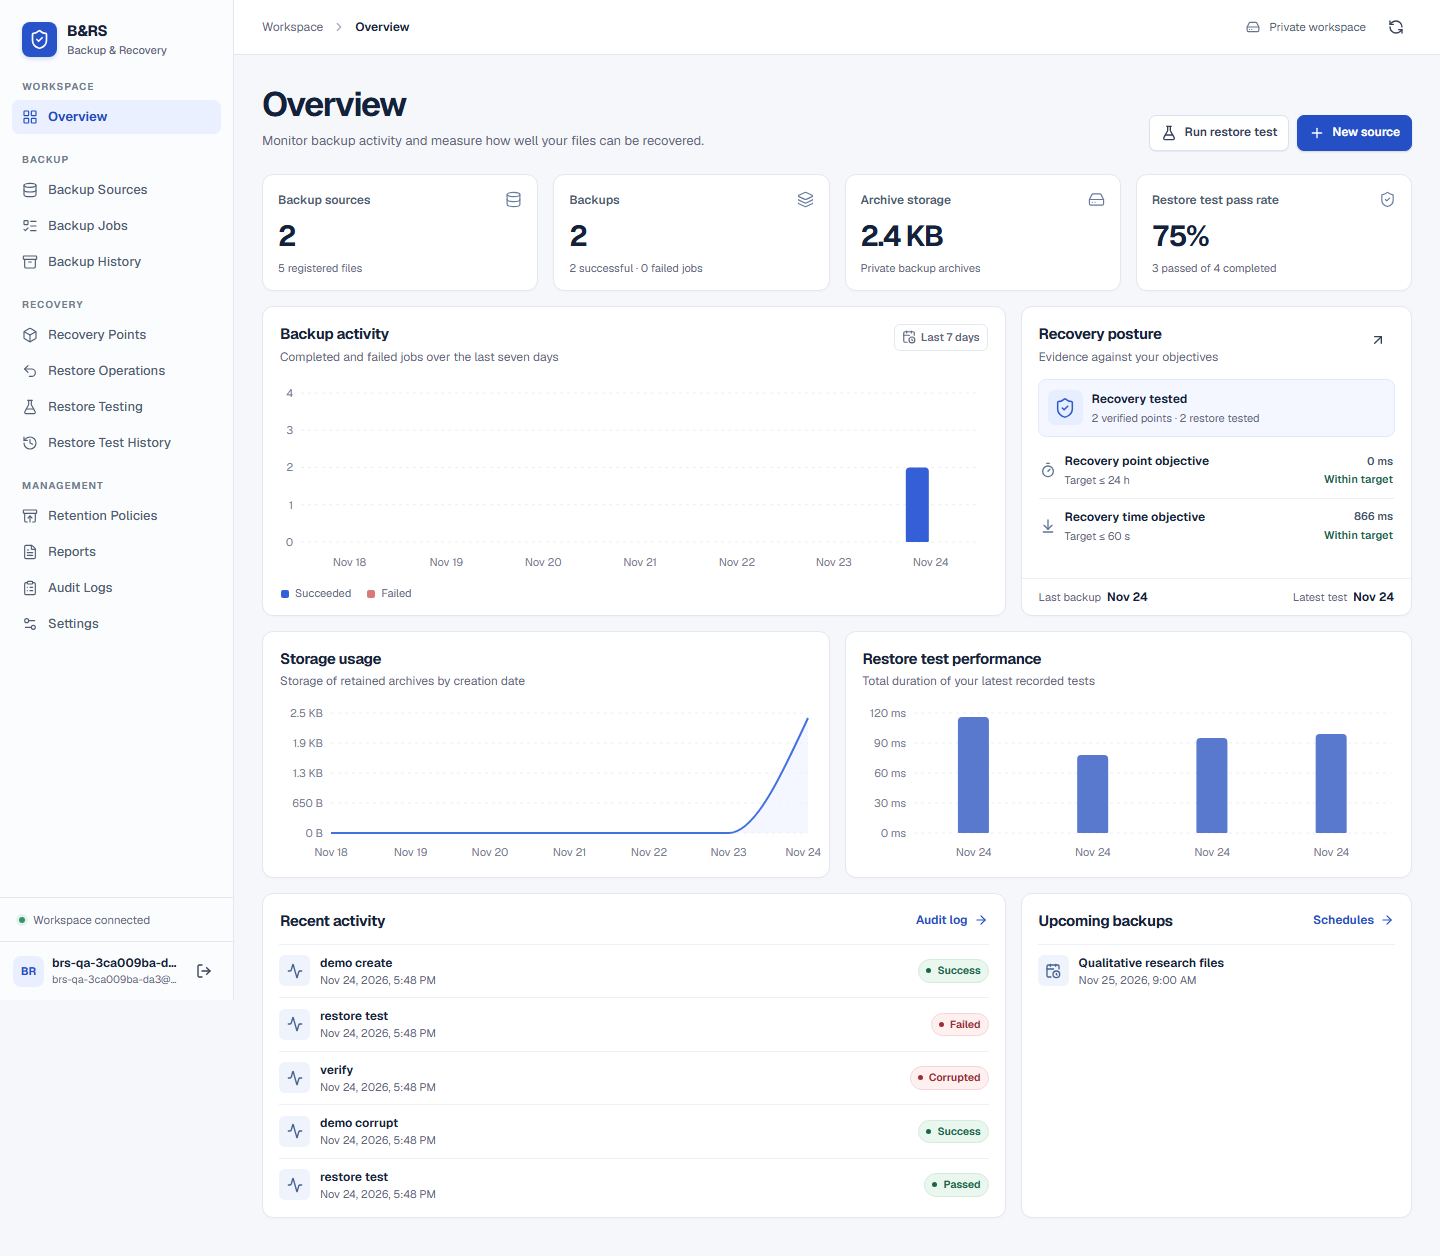 B&RS
Backup & Recovery
WORKSPACE
Overview
BACKUP
Backup Sources
Backup Jobs
Backup History
RECOVERY
Recovery Points
Restore Operations
Restore Testing
Restore Test History
MANAGEMENT
Retention Policies
Reports
Audit Logs
Settings
Workspace connected
BR
brs-qa-3ca009ba-d...
brs-qa-3ca009ba-da3@...
Workspace > Overview
Private workspace
Overview
Monitor backup activity and measure how well your files can be recovered.
Run restore test
New source
Backup sources
2
5 registered files
Backups
2
2 successful · 0 failed jobs
Archive storage
2.4 KB
Private backup archives
Restore test pass rate
75%
3 passed of 4 completed
Backup activity
Completed and failed jobs over the last seven days
Last 7 days
4
3
2
1
0
Nov 18 Nov 19 Nov 20 Nov 21 Nov 22 Nov 23 Nov 24
Succeeded Failed
Recovery posture
Evidence against your objectives
Recovery tested
2 verified points · 2 restore tested
Recovery point objective 0 ms
Target ≤ 24 h Within target
Recovery time objective 866 ms
Target ≤ 60 s Within target
Last backup Nov 24 Latest test Nov 24
Storage usage
Storage of retained archives by creation date
2.5 KB
1.9 KB
1.3 KB
650 B
0 B
Nov 18 Nov 19 Nov 20 Nov 21 Nov 22 Nov 23 Nov 24
Restore test performance
Total duration of your latest recorded tests
120 ms
90 ms
60 ms
30 ms
0 ms
Nov 24 Nov 24 Nov 24 Nov 24
Recent activity Audit log
demo create
Nov 24, 2026, 5:48 PM
Success
restore test
Nov 24, 2026, 5:48 PM
Failed
verify
Nov 24, 2026, 5:48 PM
Corrupted
demo corrupt
Nov 24, 2026, 5:48 PM
Success
restore test
Nov 24, 2026, 5:48 PM
Passed
Upcoming backups Schedules
Qualitative research files
Nov 25, 2026, 9:00 AM